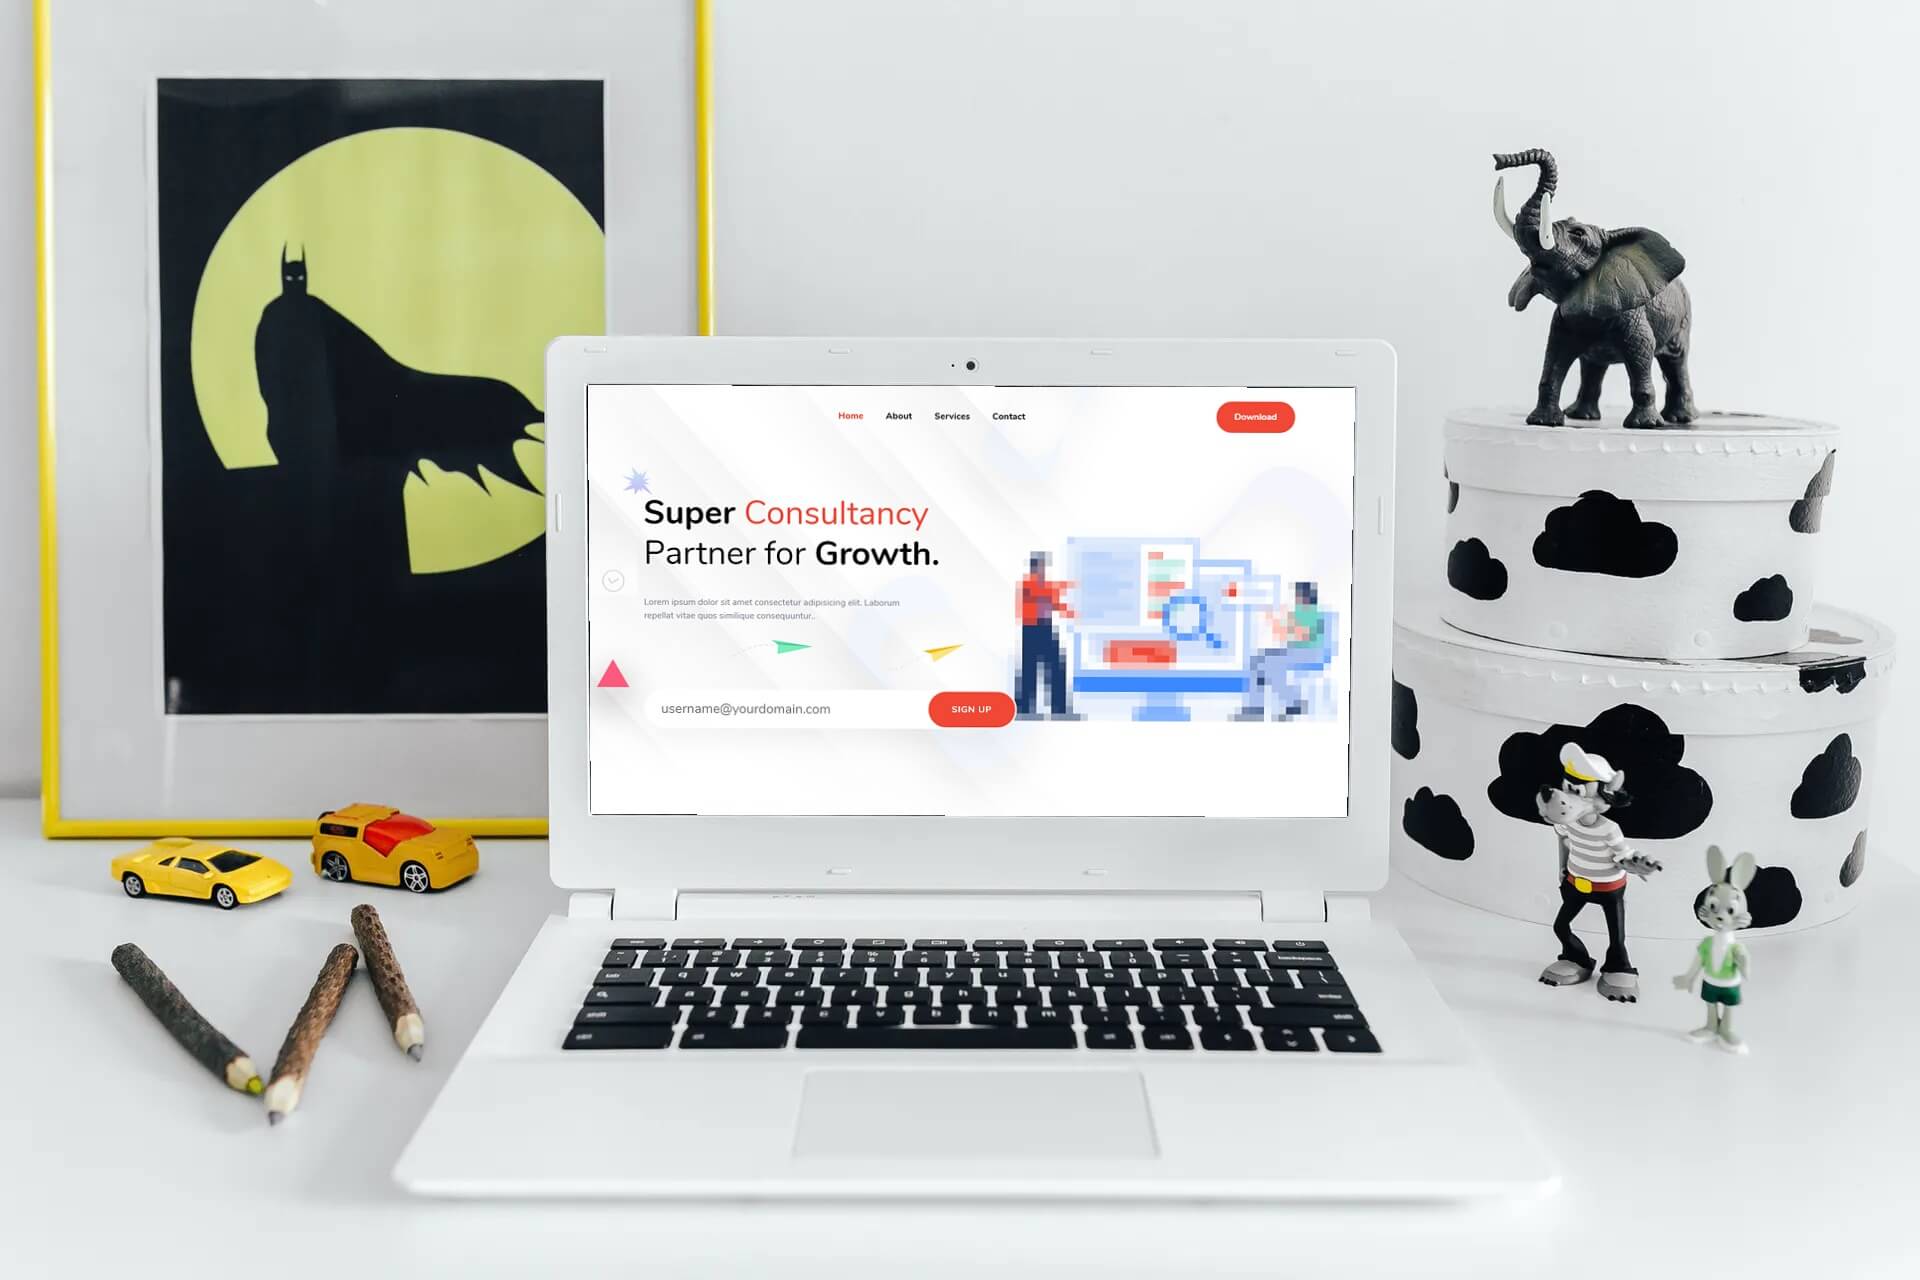 Home About Services Contact Download
Super Consultancy
Partner for Growth.
Lorem ipsum dolor sit amet consectetur adipisicing elit. Laborum
repellat vitae quos similique consequuntur..
username@yourdomain.com SIGN UP
q w e r t y u i o p
a s d f g h j k l
z x c v b n m